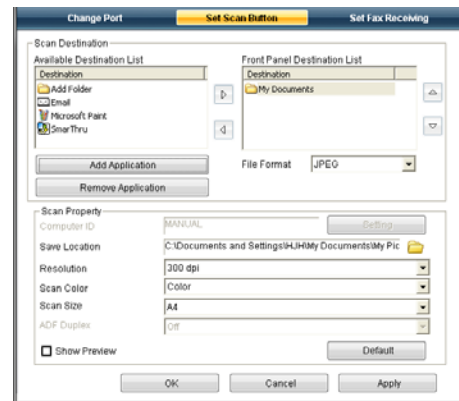 Change Port Set Scan Button Set Fax Receiving
Scan Destination
Available Destination List
Destination
Add Folder
Email
Microsoft Paint
SmarThru
Add Application
Remove Application
Front Panel Destination List
Destination
My Documents
File Format JPEG
Scan Property
Computer ID MANUAL Setting
Save Location C:\Documents and Settings\HJH\My Documents\My Pic
Resolution 300 dpi
Scan Color Color
Scan Size A4
ADF Duplex Off
Show Preview Default
OK Cancel Apply